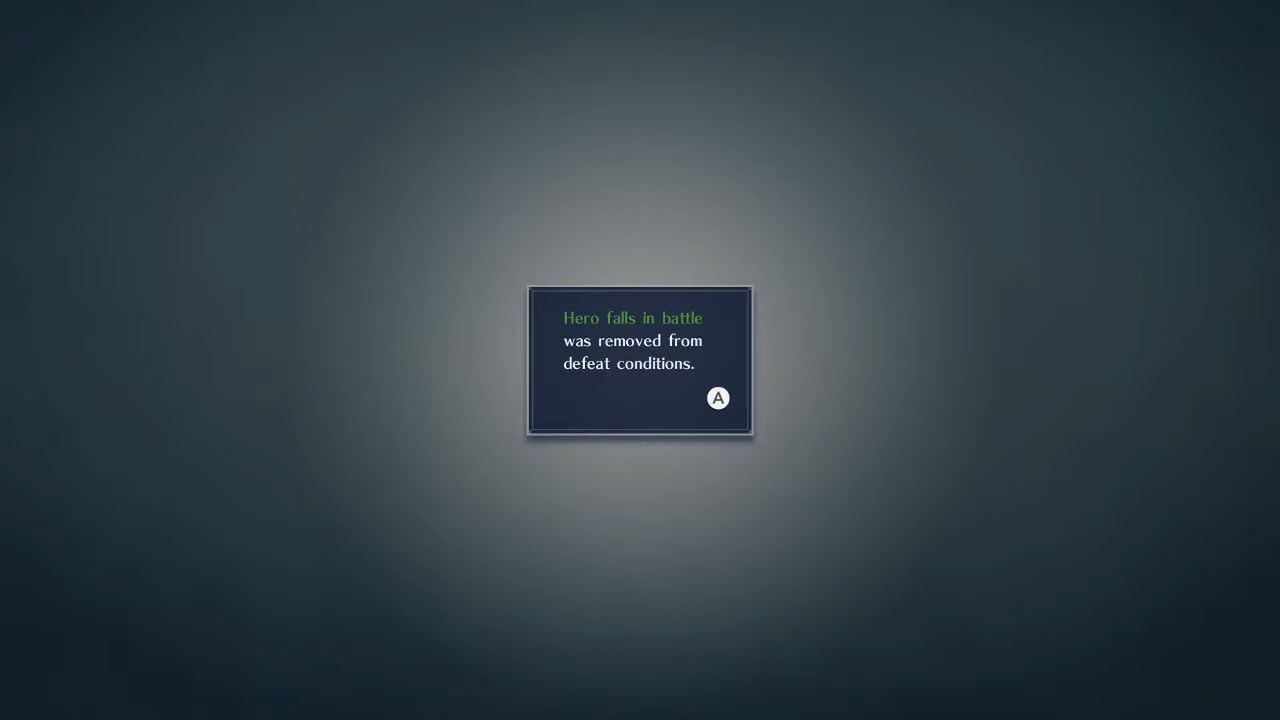 Hero falls in battle
was removed from
defeat conditions.
A